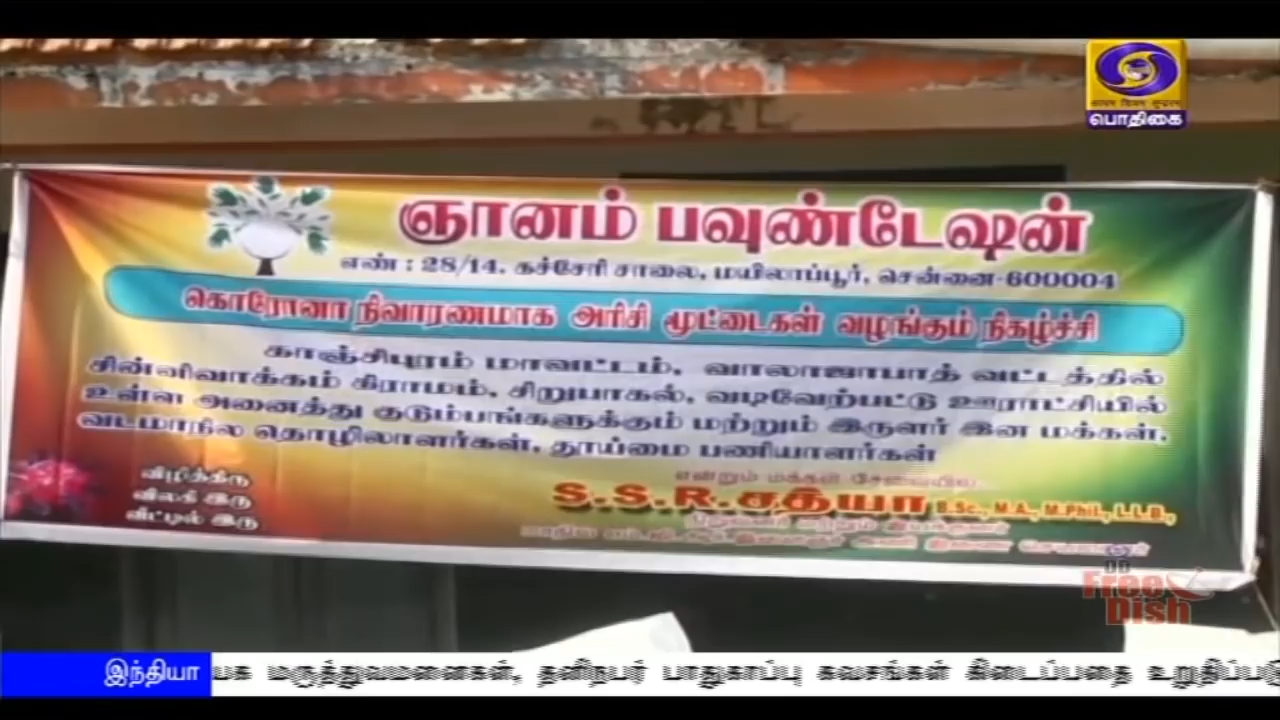 பொதிகை
ஞானம் பவுண்டேஷன்
எண் : 28/14. கச்சேரி சாலை, மயிலாப்பூர், சென்னை-600004
கொரோனா நிவாரணமாக அரிசி மூட்டைகள் வழங்கும் நிகழ்ச்சி
காஞ்சிபுரம் மாவட்டம், வாலாஜாபாத் வட்டத்தில்
சின்னிவாக்கம் கிராமம், சிறுபாகல், வடிவேற்பட்டு ஊராட்சியில்
உள்ள அனைத்து குடும்பங்களுக்கும் மற்றும் இருளர் இன மக்கள்,
வடமாநில தொழிலாளர்கள், தூய்மை பணியாளர்கள்
விழித்திரு
விலகி இரு
வீட்டில் இரு
என்றும் மக்கள் சேவையில்
S.S.R.சத்யா B.Sc., M.A., M.Phil., L.L.B.,
நிறுவனர் மற்றும்
DD
Free
Dish
இந்தியா யக மருத்துவமனைகள், தனிநபர் பாதுகாப்பு கவசங்கள் கிடைப்பதை உறுதிப்படு